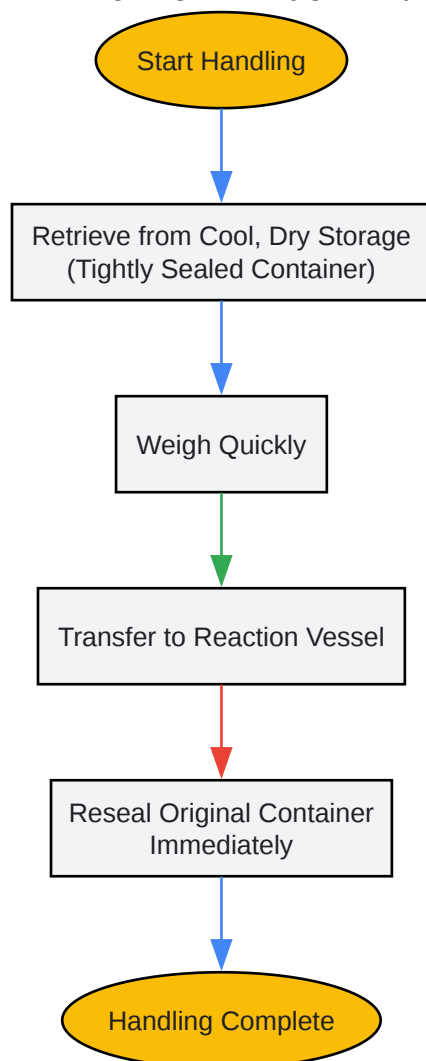 Start Handling
Retrieve from Cool, Dry Storage
(Tightly Sealed Container)
Weigh Quickly
Transfer to Reaction Vessel
Reseal Original Container
Immediately
Handling Complete